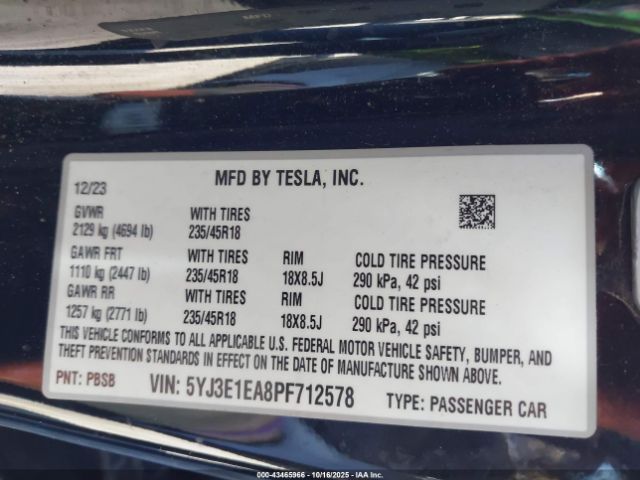 MFD BY TESLA, INC.
12/23
GVWR WITH TIRES
2129 kg (4694 lb) 235/45R18
GAWR FRT WITH TIRES RIM COLD TIRE PRESSURE
1110 kg (2447 lb) 235/45R18 18X8.5J 290 kPa, 42 psi
GAWR RR WITH TIRES RIM COLD TIRE PRESSURE
1257 kg (2771 lb) 235/45R18 18X8.5J 290 kPa, 42 psi
THIS VEHICLE CONFORMS TO ALL APPLICABLE U.S. FEDERAL MOTOR VEHICLE SAFETY, BUMPER, AND
THEFT PREVENTION STANDARDS IN EFFECT ON THE DATE OF MANUFACTURE SHOWN ABOVE.
PNT: PBSB VIN: 5YJ3E1EA8PF712578 TYPE: PASSENGER CAR
000-43465966 - 10/16/2025 - IAA Inc.